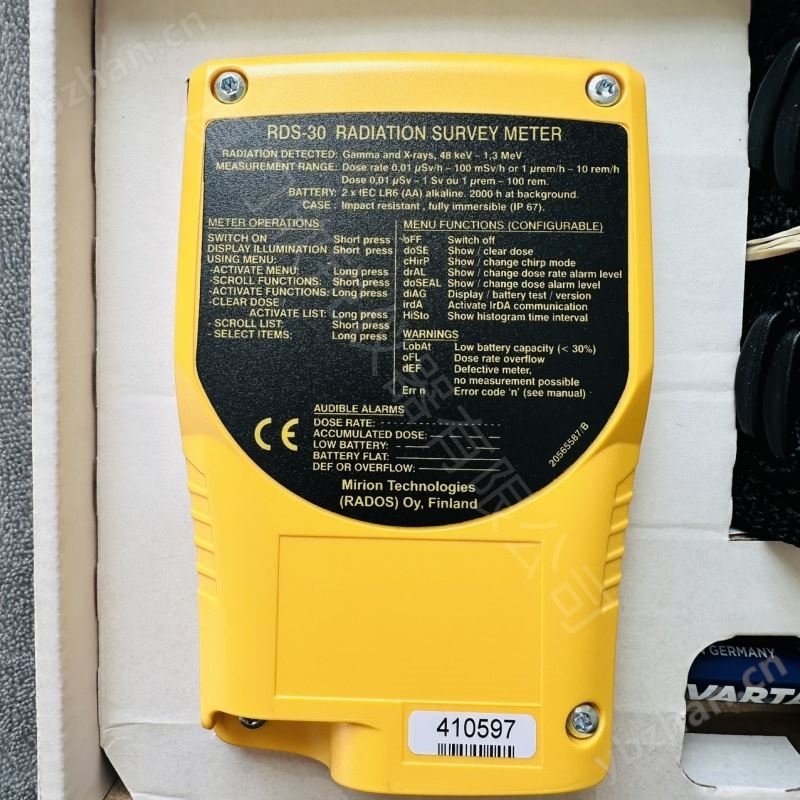 RDS-30 RADIATION SURVEY METER
RADIATION DETECTED: Gamma and X-rays, 48 keV – 1,3 MeV
MEASUREMENT RANGE: Dose rate 0.01 µSv/h – 100 mSv/h or 1 µrem/h – 10 rem/h
Dose 0.01 µSv – 1 Sv ou 1 µrem – 100 rem.
BATTERY: 2 x IEC LR6 (AA) alkaline. 2000 h at background.
CASE : Impact resistant , fully immersible (IP 67).
METER OPERATIONS
SWITCH ON Short press
DISPLAY ILLUMINATION Short press
USING MENU:
-ACTIVATE MENU: Long press
-SCROLL FUNCTIONS: Short press
-ACTIVATE FUNCTIONS: Long press
-CLEAR DOSE
ACTIVATE LIST: Long press
- SCROLL LIST: Short press
- SELECT ITEMS: Long press
MENU FUNCTIONS (CONFIGURABLE)
oFF Switch off
doSE Show / clear dose
cHirP Show / change chirp mode
drAL Show / change dose rate alarm level
doSEAL Show / change dose alarm level
diAG Display / battery test / version
irdA Activate IrDA communication
HiSto Show histogram time interval
WARNINGS
LobAt Low battery capacity (< 30%)
oFL Dose rate overflow
dEF Defective meter,
no measurement possible
Err n Error code 'n' (see manual)
AUDIBLE ALARMS
DOSE RATE:
ACCUMULATED DOSE:
LOW BATTERY:
BATTERY FLAT:
DEF OR OVERFLOW:
CE
20565587/B
Mirion Technologies
(RADOS) Oy, Finland
410597
GERMANY
VARTA
ybzhan.cn
ybzhan.cn